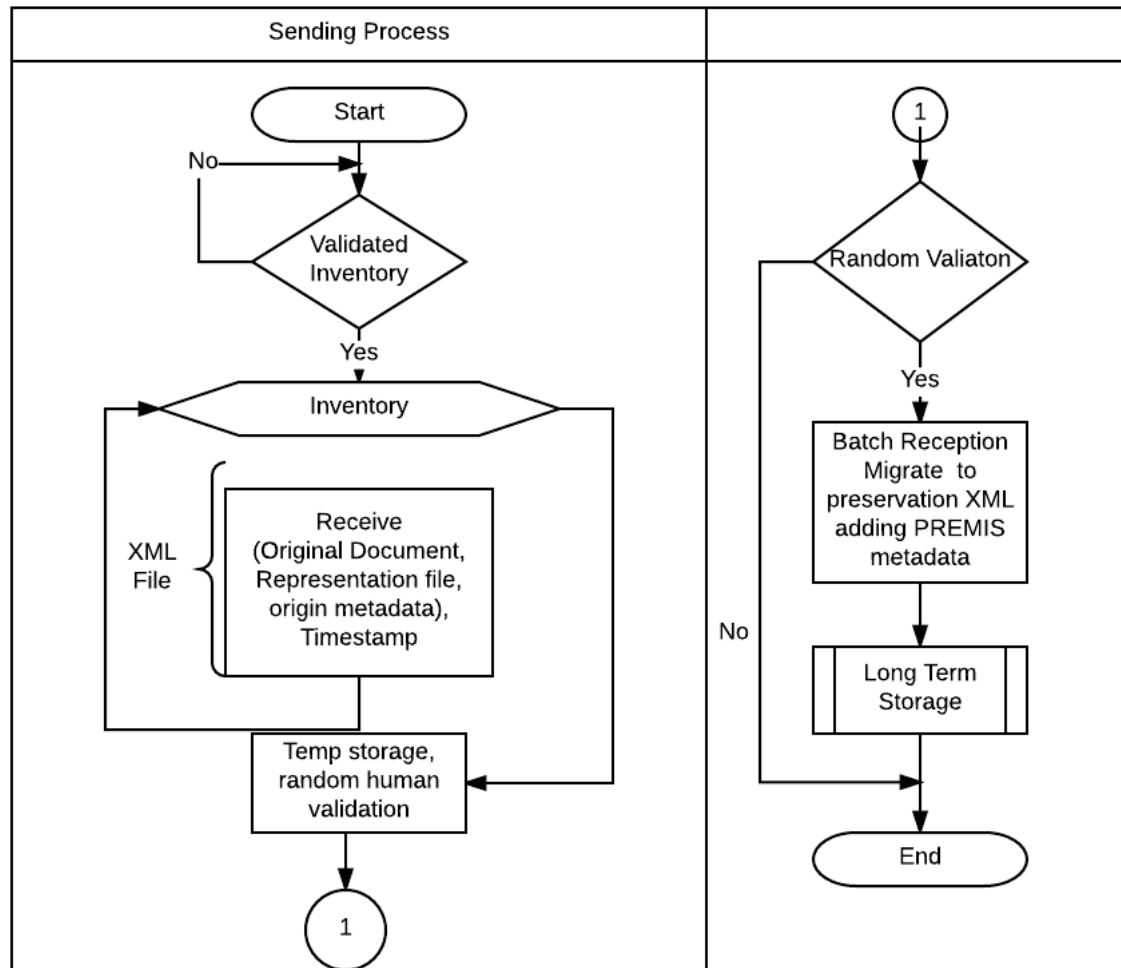 Sending Process
Start
No
Validated
Inventory
Yes
Inventory
XML
File
Receive
(Original Document,
Representation file,
origin metadata),
Timestamp
Temp storage,
random human
validation
1
1
Random Valiaton
Yes
Batch Reception
Migrate to
preservation XML
adding PREMIS
metadata
No
Long Term
Storage
End